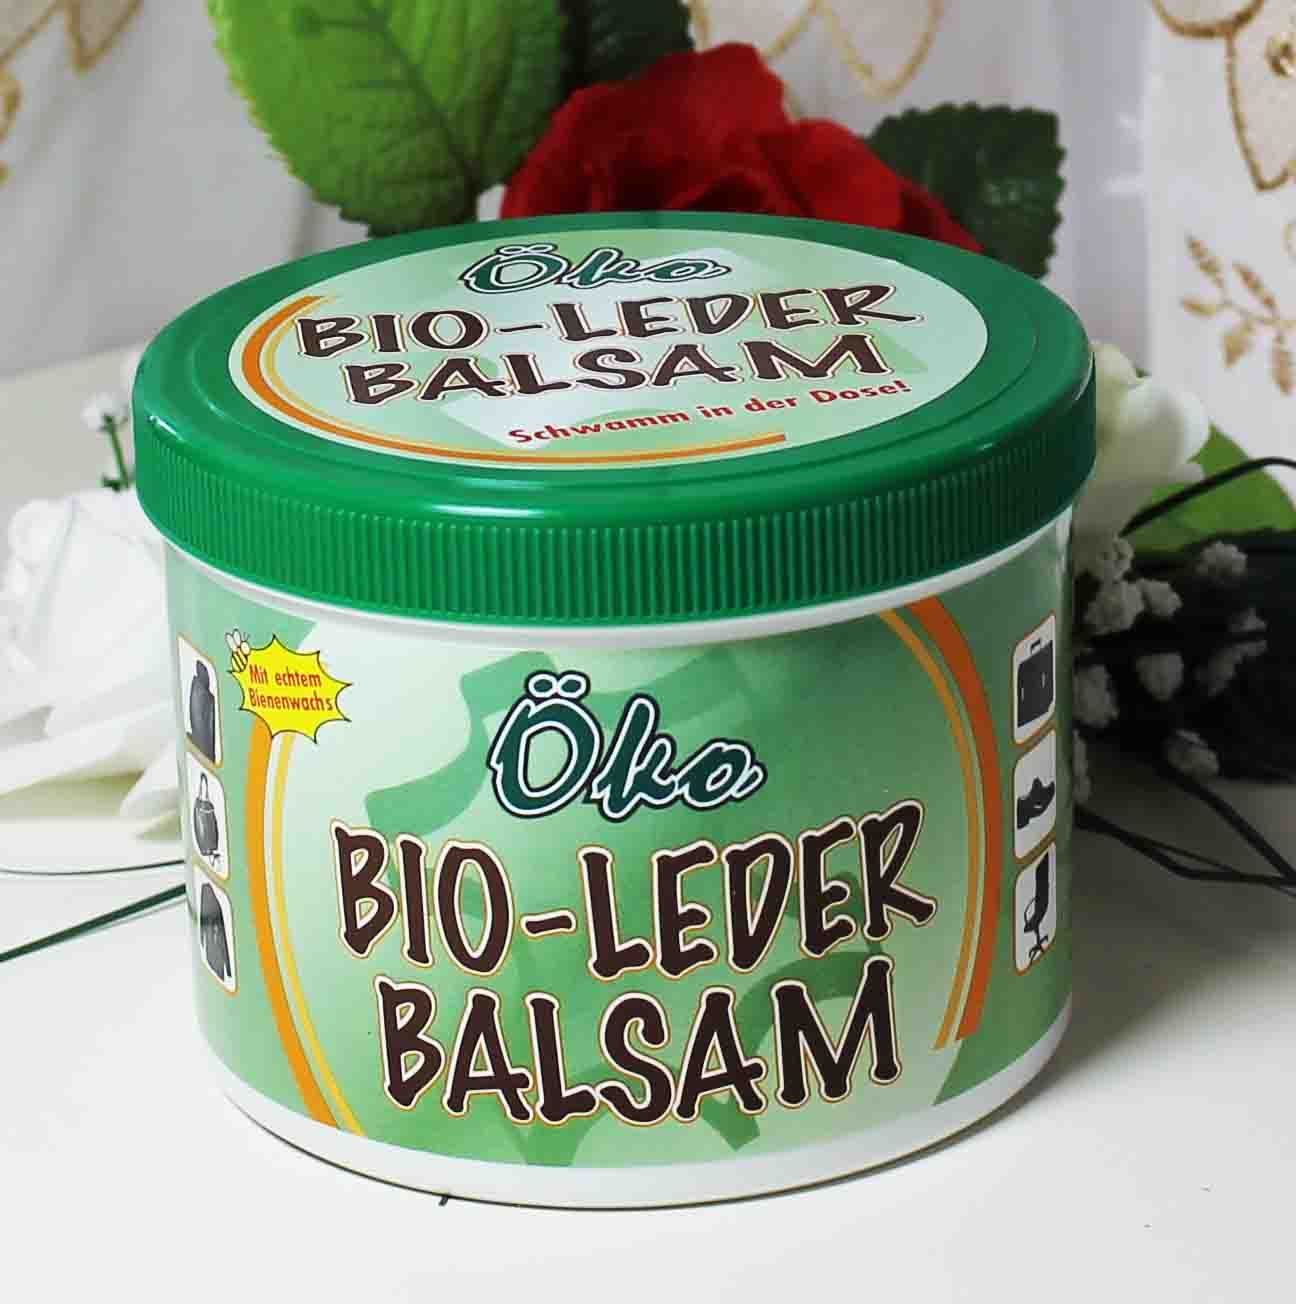 Öko
BIO-LEDER
BALSAM
Schwamm in der Dose!
Mit echtem
Bienenwachs
Öko
BIO-LEDER
BALSAM